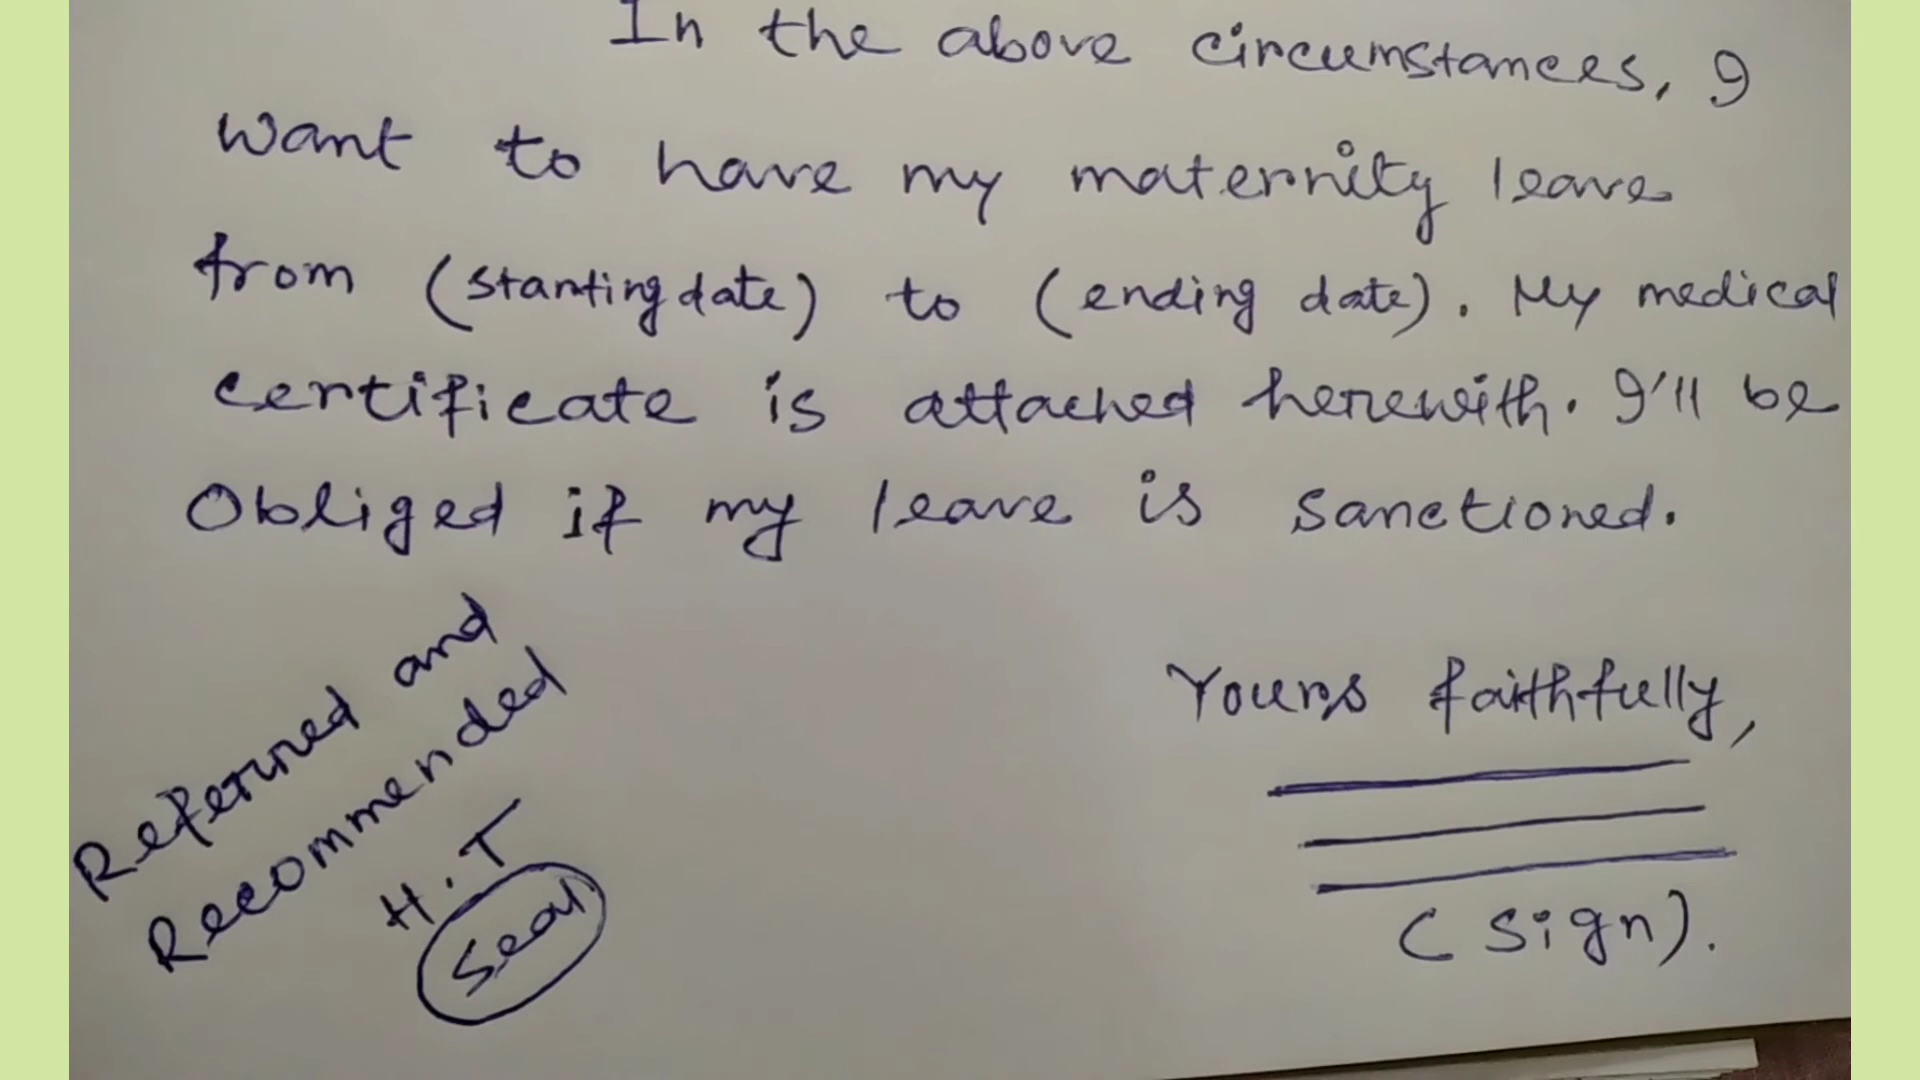 In the above circumstances, I
want to have my maternity leave
from (starting date) to (ending date). My medical
certificate is attached herewith. I'll be
Obliged if my leave is sanctioned.
Referred and
Recommended
H.T
Seal
Yours faithfully,
(Sign).